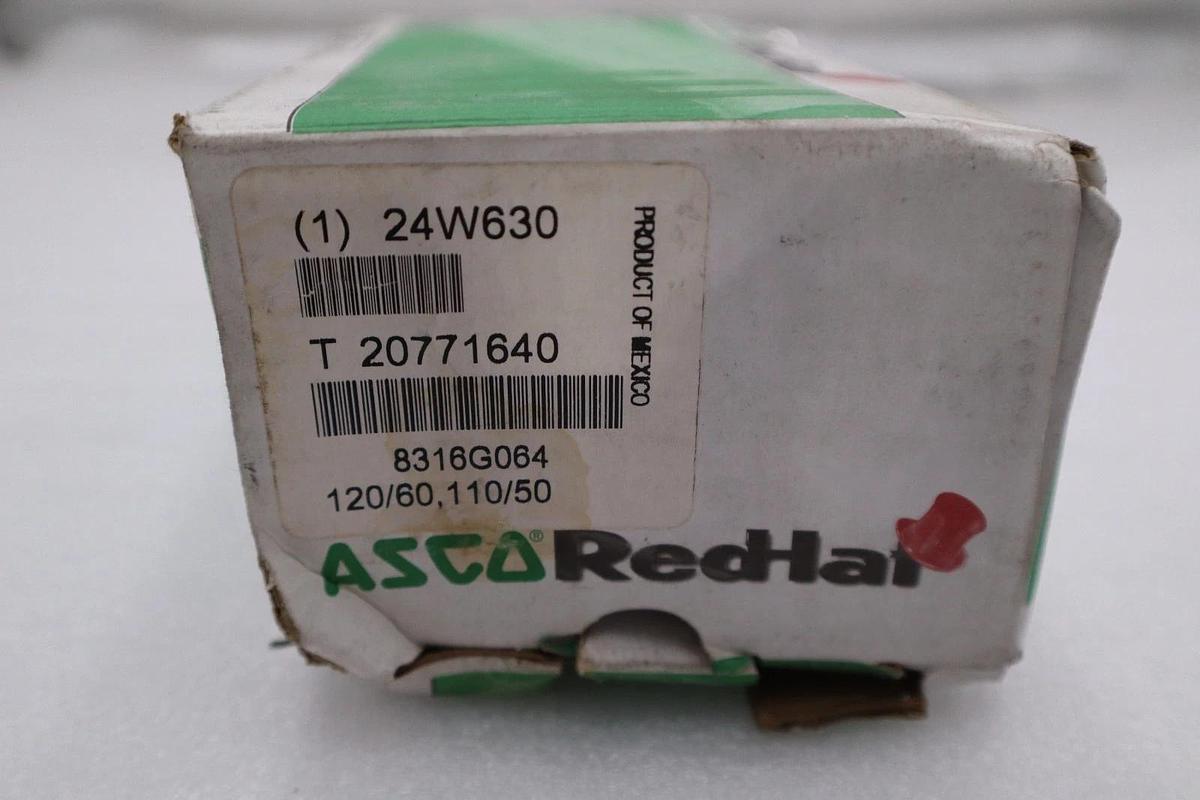 (1) 24W630
T 20771640
8316G064
120/60,110/50
PRODUCT OF MEXICO
ASCO® RedHat